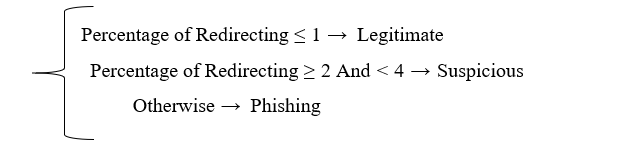 Percentage of Redirecting ≤ 1 → Legitimate
Percentage of Redirecting ≥ 2 And < 4 → Suspicious
Otherwise → Phishing